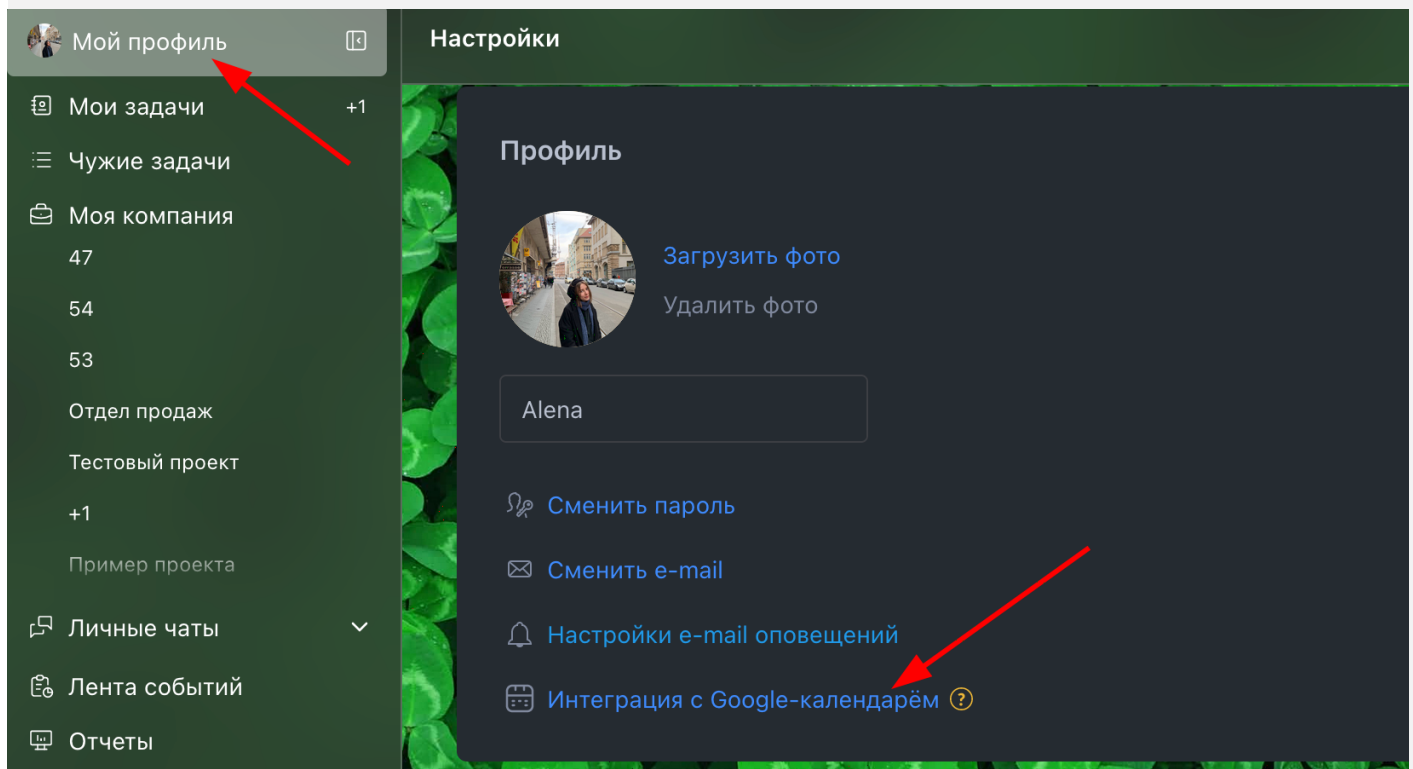 Мой профиль
Мои задачи +1
Чужие задачи
Моя компания
47
54
53
Отдел продаж
Тестовый проект
+1
Пример проекта
Личные чаты
Лента событий
Отчеты
Настройки
Профиль
Загрузить фото
Удалить фото
Alena
Сменить пароль
Сменить e-mail
Настройки e-mail оповещений
Интеграция с Google-календарём ?